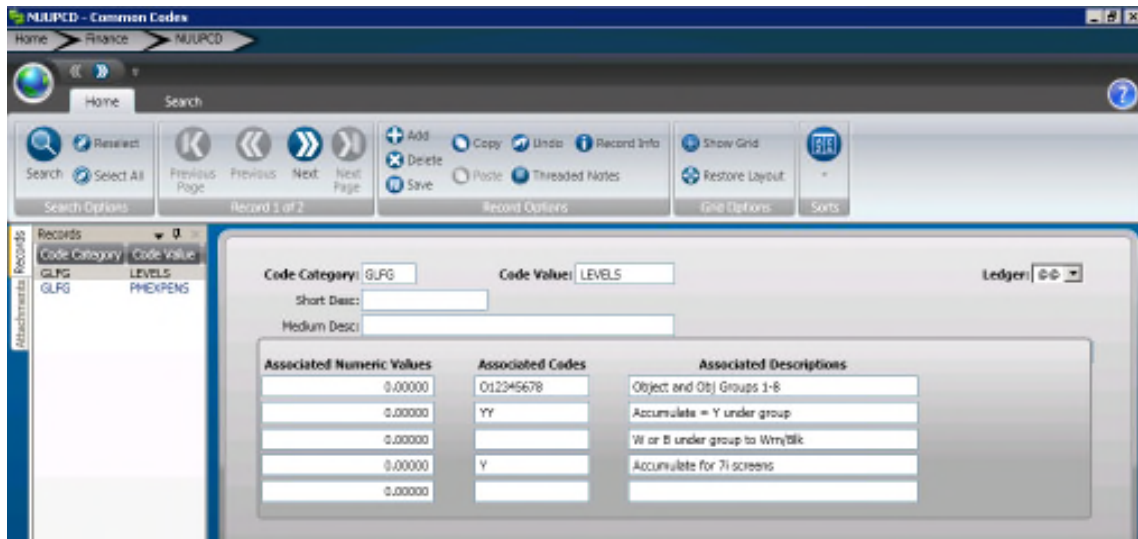 NUUPCD - Common Codes
Home Finance NUUPCD
Home Search
Search Reselect Select All
Search Options
Previous Page Previous Next Next Page
Record 1 of 2
Add Delete Save Copy Paste Undo Threaded Notes Record Info
Record Options
Show Grid Restore Layout
Grid Options
Sorts
Records
Attachments
Records
Code Category Code Value
GLFG LEVELS
GLFG PMEXPENS
Code Category: GLFG Code Value: LEVELS Ledger: @@
Short Desc:
Medium Desc:
Associated Numeric Values Associated Codes Associated Descriptions
0.00000 O12345678 Object and Obj Groups 1-8
0.00000 YY Accumulate = Y under group
0.00000 W or B under group to Wrn/Blk
0.00000 Y Accumulate for 7i screens
0.00000